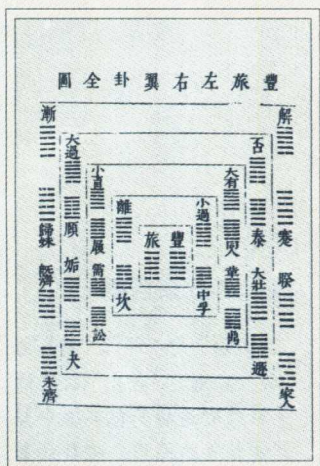 豐旅左右翼卦全圖
解
蹇
睽
家人
否
泰
大壯
遯
大有
同人
革
鼎
小過
中孚
豐
旅
離
坎
小畜
履
需
訟
大過
頤
姤
夬
漸
歸妹
既濟
未濟